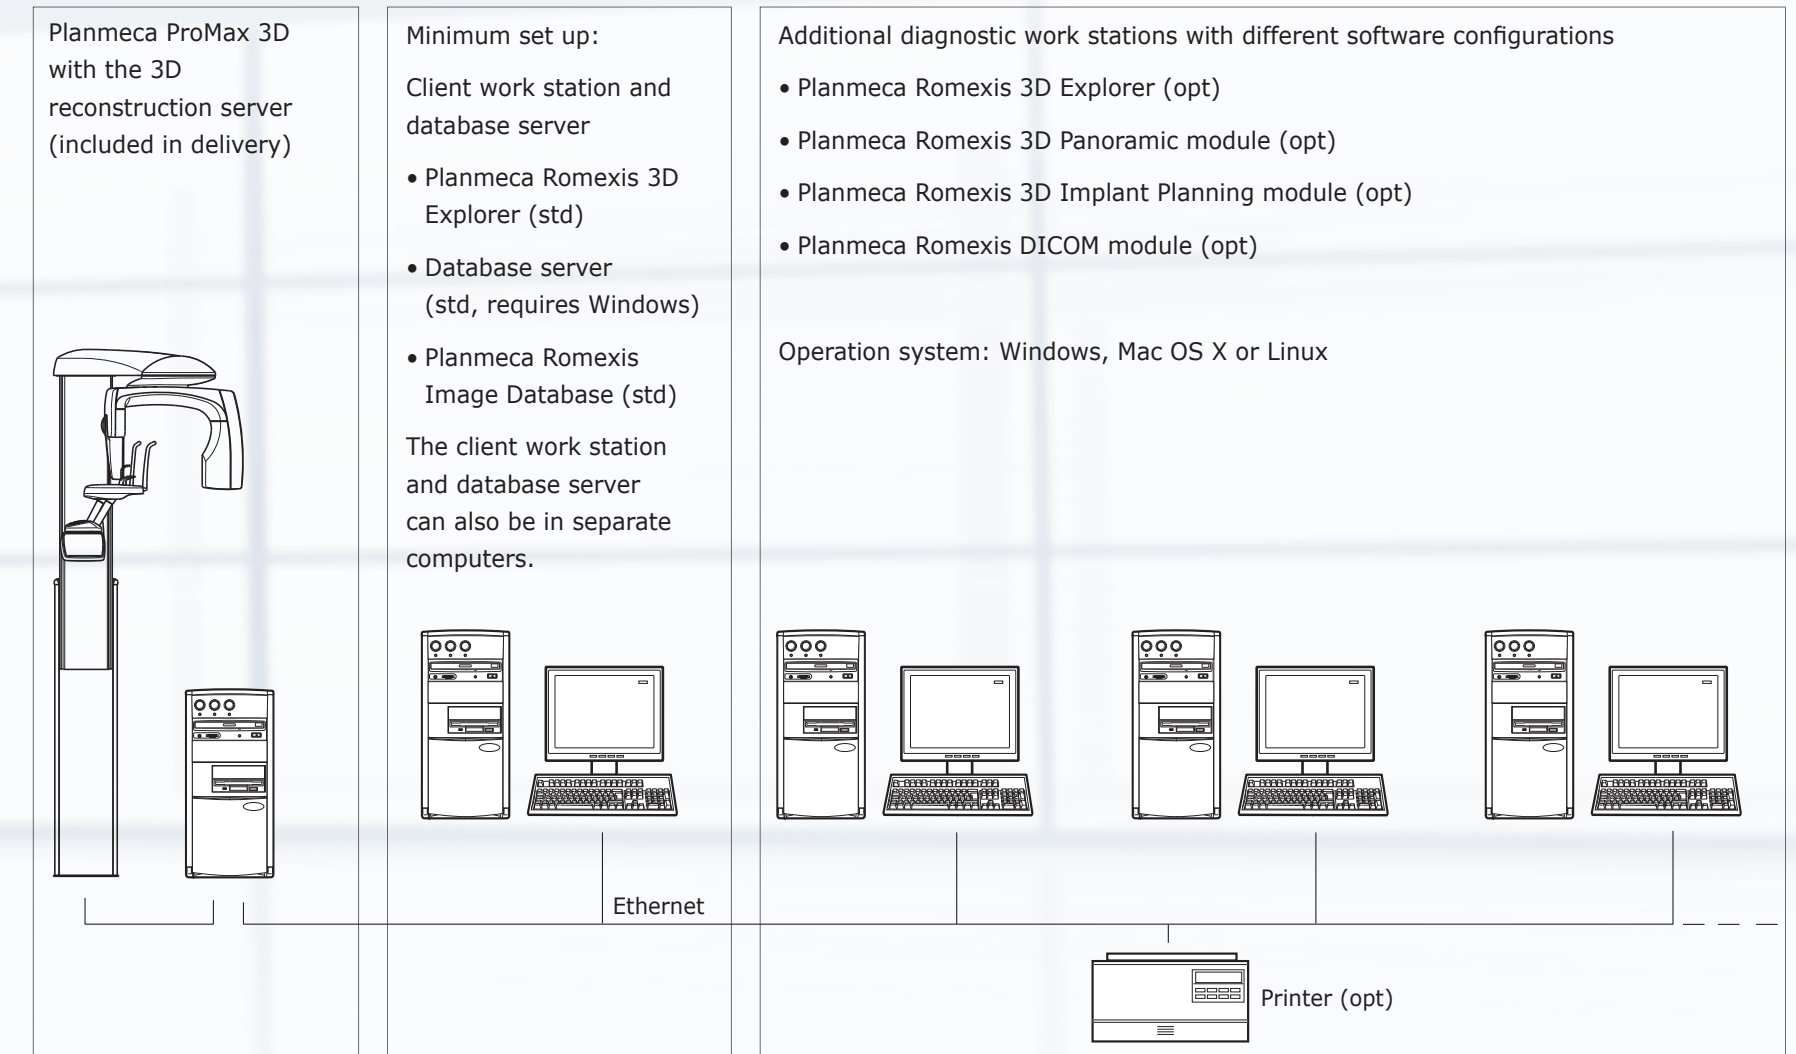 Planmeca ProMax 3D
with the 3D
reconstruction server
(included in delivery)
Minimum set up:
Client work station and
database server
• Planmeca Romexis 3D
Explorer (std)
• Database server
(std, requires Windows)
• Planmeca Romexis
Image Database (std)
The client work station
and database server
can also be in separate
computers.
Additional diagnostic work stations with different software configurations
• Planmeca Romexis 3D Explorer (opt)
• Planmeca Romexis 3D Panoramic module (opt)
• Planmeca Romexis 3D Implant Planning module (opt)
• Planmeca Romexis DICOM module (opt)
Operation system: Windows, Mac OS X or Linux
Ethernet
Printer (opt)